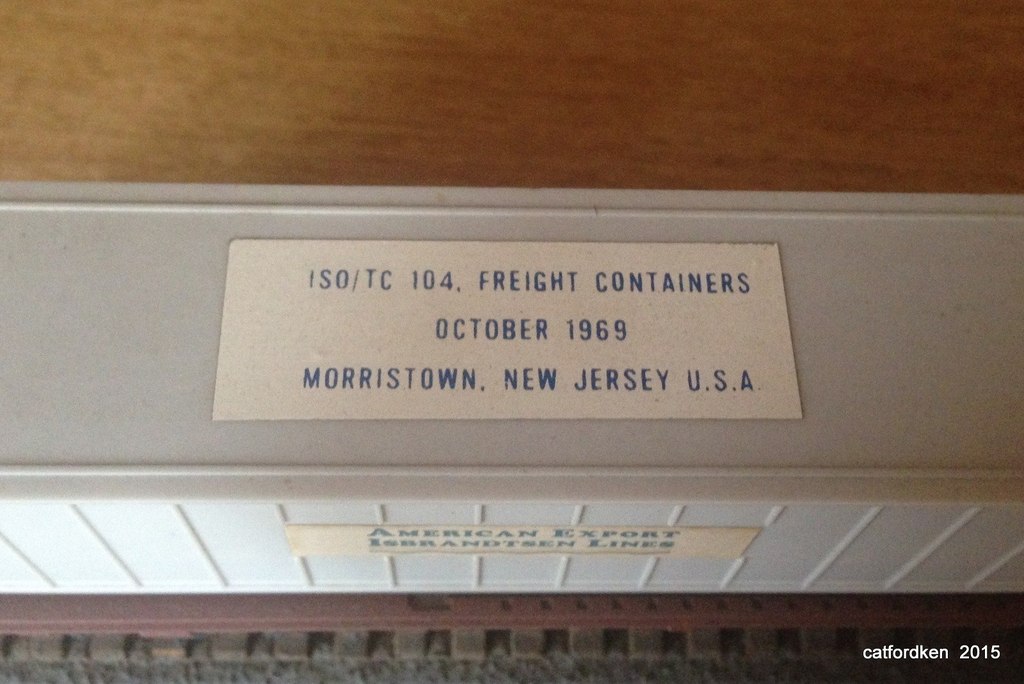 ISO/TC 104, FREIGHT CONTAINERS
OCTOBER 1969
MORRISTOWN, NEW JERSEY U.S.A.
AMERICAN EXPORT
ISBRANDTSEN LINES
catfordken 2015